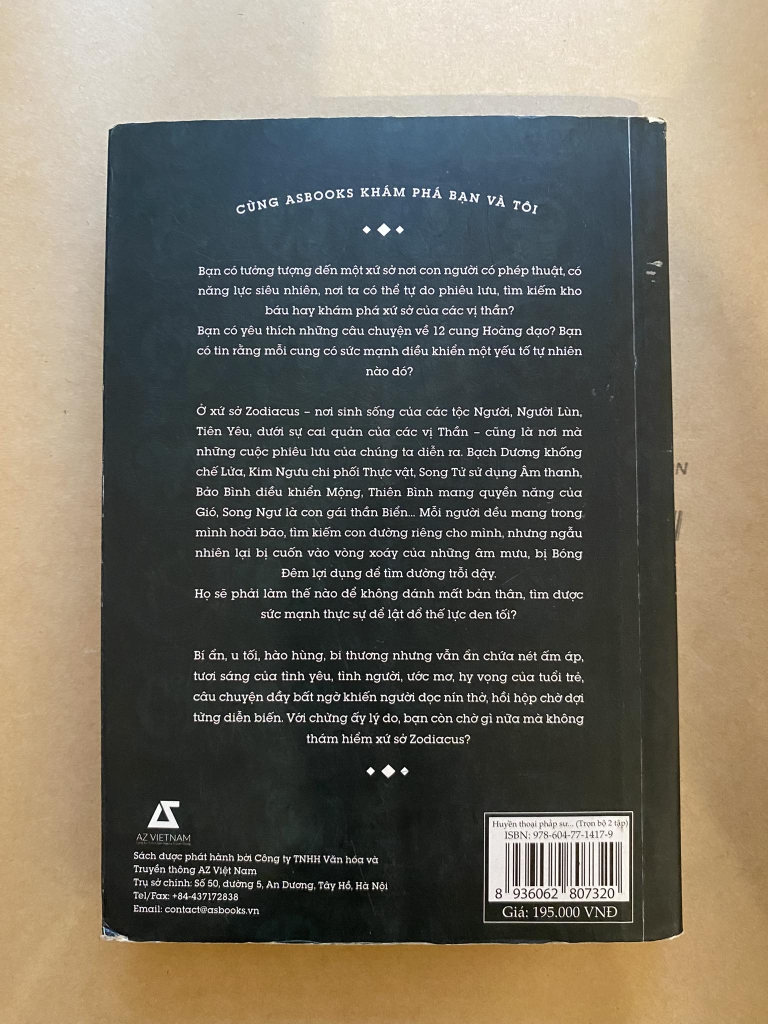 CÙNG ASBOOKS KHÁM PHÁ BẠN VÀ TÔI
Bạn có tưởng tượng đến một xứ sở nơi con người có phép thuật, có
năng lực siêu nhiên, nơi ta có thể tự do phiêu lưu, tìm kiếm kho
báu hay khám phá xứ sở của các vị thần?
Bạn có yêu thích những câu chuyện về 12 cung Hoàng đạo? Bạn
có tin rằng mỗi cung có sức mạnh điều khiển một yếu tố tự nhiên
nào đó?
Ở xứ sở Zodiacus – nơi sinh sống của các tộc Người, Người Lùn,
Tiên Yêu, dưới sự cai quản của các vị Thần – cũng là nơi mà
những cuộc phiêu lưu của chúng ta diễn ra. Bạch Dương khống
chế Lửa, Kim Ngưu chi phối Thực vật, Song Tử sử dụng Âm thanh,
Bảo Bình điều khiển Mộng, Thiên Bình mang quyền năng của
Gió, Song Ngư là con gái thần Biển... Mỗi người đều mang trong
mình hoài bão, tìm kiếm con đường riêng cho mình, nhưng ngẫu
nhiên lại bị cuốn vào vòng xoáy của những âm mưu, bị Bóng
Đêm lợi dụng để tìm đường trỗi dậy.
Họ sẽ phải làm thế nào để không đánh mất bản thân, tìm được
sức mạnh thực sự để lật đổ thế lực đen tối?
Bí ẩn, u tối, hào hùng, bi thương nhưng vẫn ẩn chứa nét ấm áp,
tươi sáng của tình yêu, tình người, ước mơ, hy vọng của tuổi trẻ,
câu chuyện đầy bất ngờ khiến người đọc nín thở, hồi hộp chờ đợi
từng diễn biến. Với chừng ấy lý do, bạn còn chờ gì nữa mà không
thám hiểm xứ sở Zodiacus?
AZ VIETNAM
Sách được phát hành bởi Công ty TNHH Văn hóa và
Truyền thông AZ Việt Nam
Trụ sở chính: Số 50, đường 5, An Dương, Tây Hồ, Hà Nội
Tel/Fax: +84-437172838
Email: contact@asbooks.vn
Huyền thoại pháp sư... (Trọn bộ 2 tập)
ISBN: 978-604-77-1417-9
8 936062 807320
Giá: 195.000 VNĐ